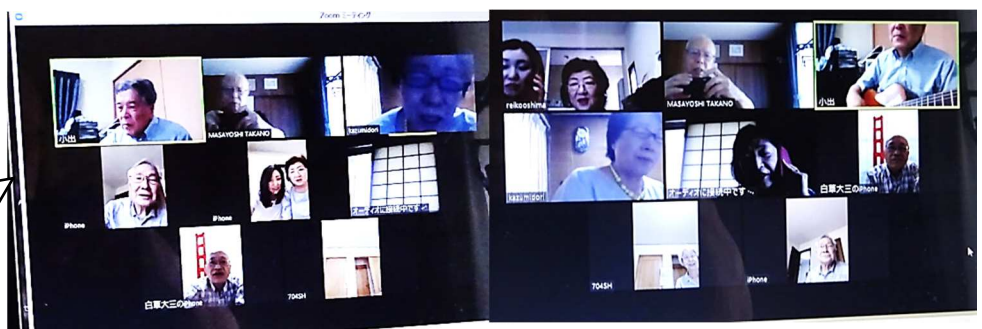 Zoom ミーティング
小出
MASAYOSHI TAKANO
kazumidori
iPhone
iPhone
オーディオに接続中です…
白草大三のiPhone
704SH
reikooshima
MASAYOSHI TAKANO
小出
kazumidori
オーディオに接続中です…
白草大三のiPhone
704SH
iPhone